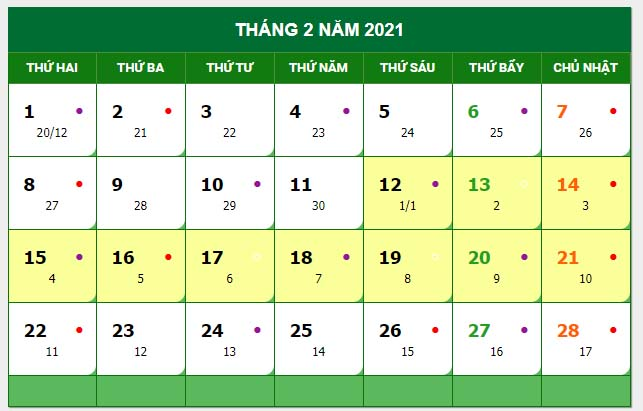 THÁNG 2 NĂM 2021
THỨ HAI THỨ BA THỨ TƯ THỨ NĂM THỨ SÁU THỨ BẨY CHỦ NHẬT
1 2 3 4 5 6 7
20/12 21 22 23 24 25 26
8 9 10 11 12 13 14
27 28 29 30 1/1 2 3
15 16 17 18 19 20 21
4 5 6 7 8 9 10
22 23 24 25 26 27 28
11 12 13 14 15 16 17